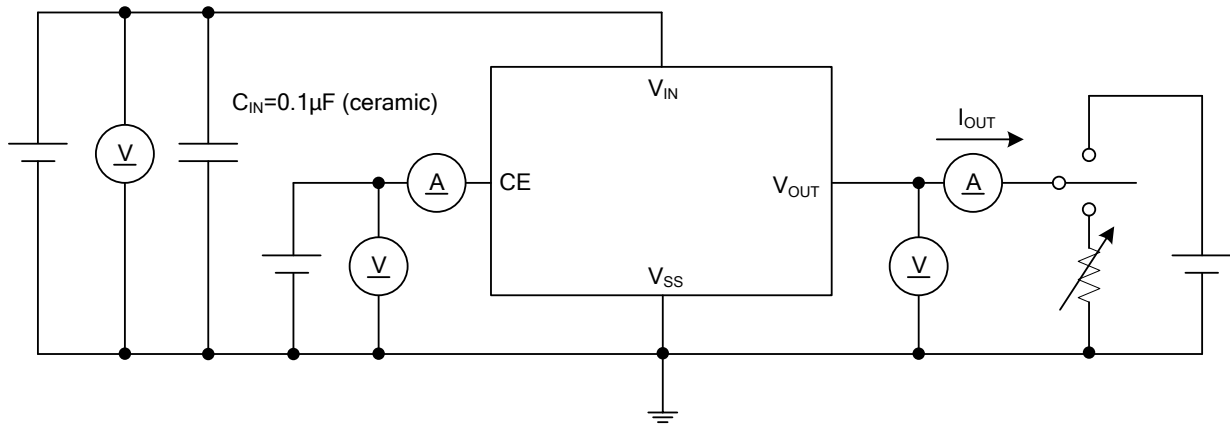 V_IN
C_IN=0.1µF (ceramic)
I_OUT
V
A
CE
V_OUT
A
V
V_SS
V